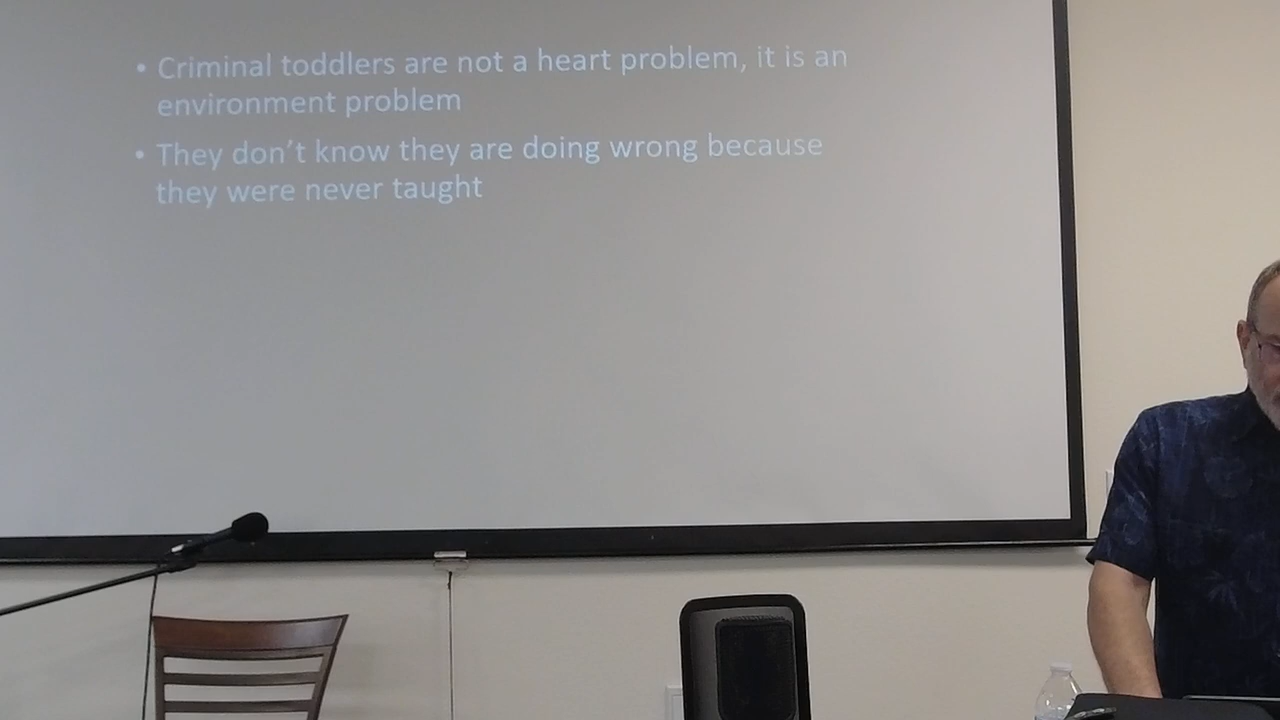 • Criminal toddlers are not a heart problem, it is an
environment problem
• They don't know they are doing wrong because
they were never taught